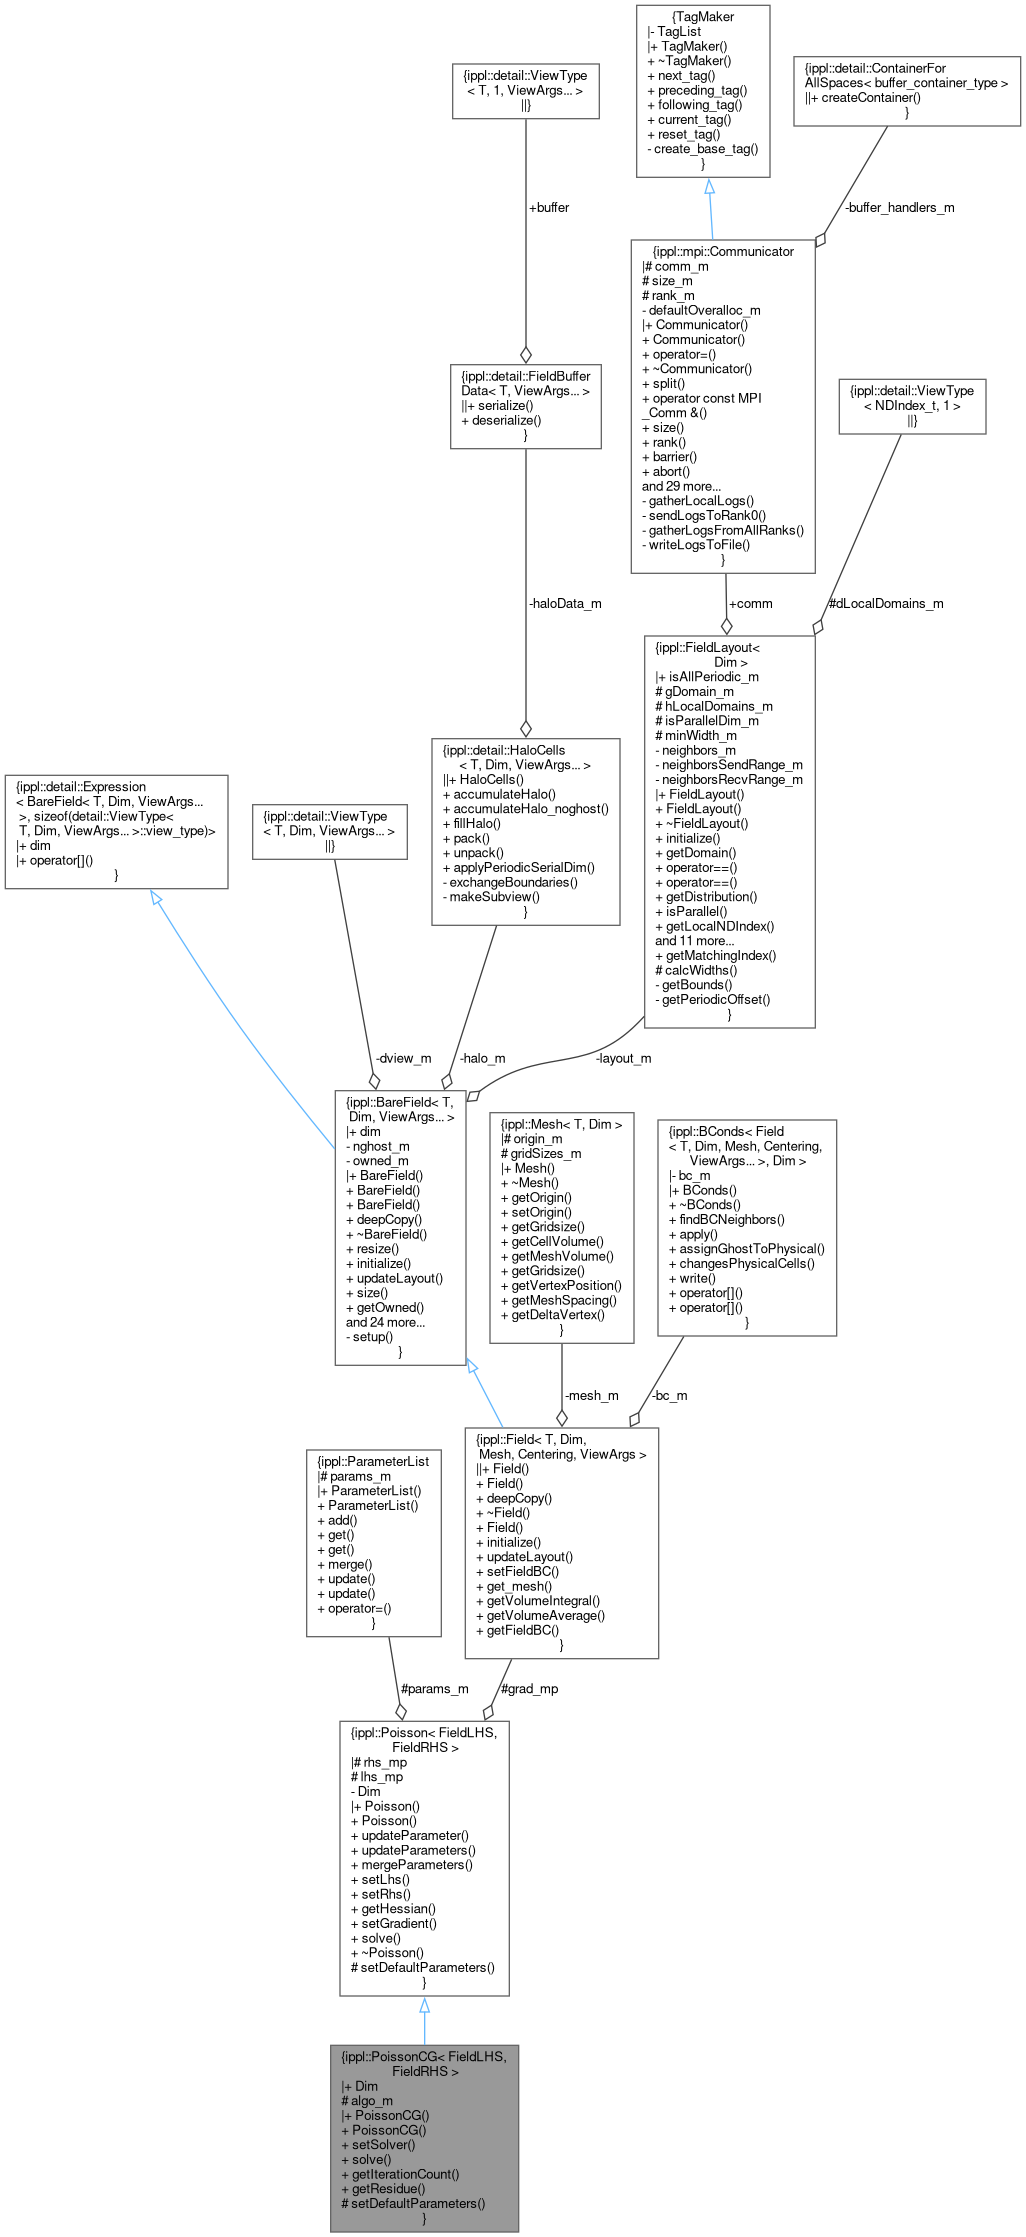 {TagMaker
|- TagList
|+ TagMaker()
+ ~TagMaker()
+ next_tag()
+ preceding_tag()
+ following_tag()
+ current_tag()
+ reset_tag()
- create_base_tag()
}
{ippl::detail::ContainerFor
AllSpaces< buffer_container_type >
||+ createContainer()
}
{ippl::detail::ViewType
< T, 1, ViewArgs... >
||}
+buffer
-buffer_handlers_m
{ippl::mpi::Communicator
|# comm_m
# size_m
# rank_m
- defaultOveralloc_m
|+ Communicator()
+ Communicator()
+ operator=()
+ ~Communicator()
+ split()
+ operator const MPI
_Comm &()
+ size()
+ rank()
+ barrier()
+ abort()
and 29 more...
- gatherLocalLogs()
- sendLogsToRank0()
- gatherLogsFromAllRanks()
- writeLogsToFile()
}
{ippl::detail::FieldBuffer
Data< T, ViewArgs... >
||+ serialize()
+ deserialize()
}
{ippl::detail::ViewType
< NDIndex_t, 1 >
||}
-haloData_m
+comm
#dLocalDomains_m
{ippl::FieldLayout<
Dim >
|+ isAllPeriodic_m
# gDomain_m
# hLocalDomains_m
# isParallelDim_m
# minWidth_m
- neighbors_m
- neighborsSendRange_m
- neighborsRecvRange_m
|+ FieldLayout()
+ FieldLayout()
+ ~FieldLayout()
+ initialize()
+ getDomain()
+ operator==()
+ operator==()
+ getDistribution()
+ isParallel()
+ getLocalNDIndex()
and 11 more...
+ getMatchingIndex()
# calcWidths()
- getBounds()
- getPeriodicOffset()
}
{ippl::detail::HaloCells
< T, Dim, ViewArgs... >
||+ HaloCells()
+ accumulateHalo()
+ accumulateHalo_noghost()
+ fillHalo()
+ pack()
+ unpack()
+ applyPeriodicSerialDim()
- exchangeBoundaries()
- makeSubview()
}
{ippl::detail::Expression
< BareField< T, Dim, ViewArgs...
>, sizeof(detail::ViewType<
T, Dim, ViewArgs... >::view_type)>
|+ dim
|+ operator[]()
}
{ippl::detail::ViewType
< T, Dim, ViewArgs... >
||}
-dview_m
-halo_m
-layout_m
{ippl::BareField< T,
Dim, ViewArgs... >
|+ dim
- nghost_m
- owned_m
|+ BareField()
+ BareField()
+ BareField()
+ deepCopy()
+ ~BareField()
+ resize()
+ initialize()
+ updateLayout()
+ size()
+ getOwned()
and 24 more...
- setup()
}
{ippl::Mesh< T, Dim >
|# origin_m
# gridSizes_m
|+ Mesh()
+ ~Mesh()
+ getOrigin()
+ setOrigin()
+ getGridsize()
+ getCellVolume()
+ getMeshVolume()
+ getGridsize()
+ getVertexPosition()
+ getMeshSpacing()
+ getDeltaVertex()
}
{ippl::BConds< Field
< T, Dim, Mesh, Centering,
ViewArgs... >, Dim >
|- bc_m
|+ BConds()
+ ~BConds()
+ findBCNeighbors()
+ apply()
+ assignGhostToPhysical()
+ changesPhysicalCells()
+ write()
+ operator[]()
+ operator[]()
}
-mesh_m
-bc_m
{ippl::Field< T, Dim,
Mesh, Centering, ViewArgs >
||+ Field()
+ Field()
+ deepCopy()
+ ~Field()
+ Field()
+ initialize()
+ updateLayout()
+ setFieldBC()
+ get_mesh()
+ getVolumeIntegral()
+ getVolumeAverage()
+ getFieldBC()
}
{ippl::ParameterList
|# params_m
|+ ParameterList()
+ ParameterList()
+ add()
+ get()
+ get()
+ merge()
+ update()
+ update()
+ operator=()
}
#params_m
#grad_mp
{ippl::Poisson< FieldLHS,
FieldRHS >
|# rhs_mp
# lhs_mp
- Dim
|+ Poisson()
+ Poisson()
+ updateParameter()
+ updateParameters()
+ mergeParameters()
+ setLhs()
+ setRhs()
+ getHessian()
+ setGradient()
+ solve()
+ ~Poisson()
# setDefaultParameters()
}
{ippl::PoissonCG< FieldLHS,
FieldRHS >
|+ Dim
# algo_m
|+ PoissonCG()
+ PoissonCG()
+ setSolver()
+ solve()
+ getIterationCount()
+ getResidue()
# setDefaultParameters()
}